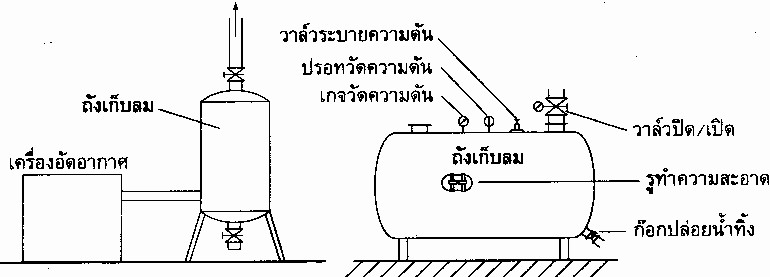 วาล์วระบายความดัน
ปรอทวัดความดัน
เกจวัดความดัน
ถังเก็บลม
วาล์วปิด/เปิด
เครื่องอัดอากาศ
ถังเก็บลม
รูทำความสะอาด
ก๊อกปล่อยน้ำทิ้ง